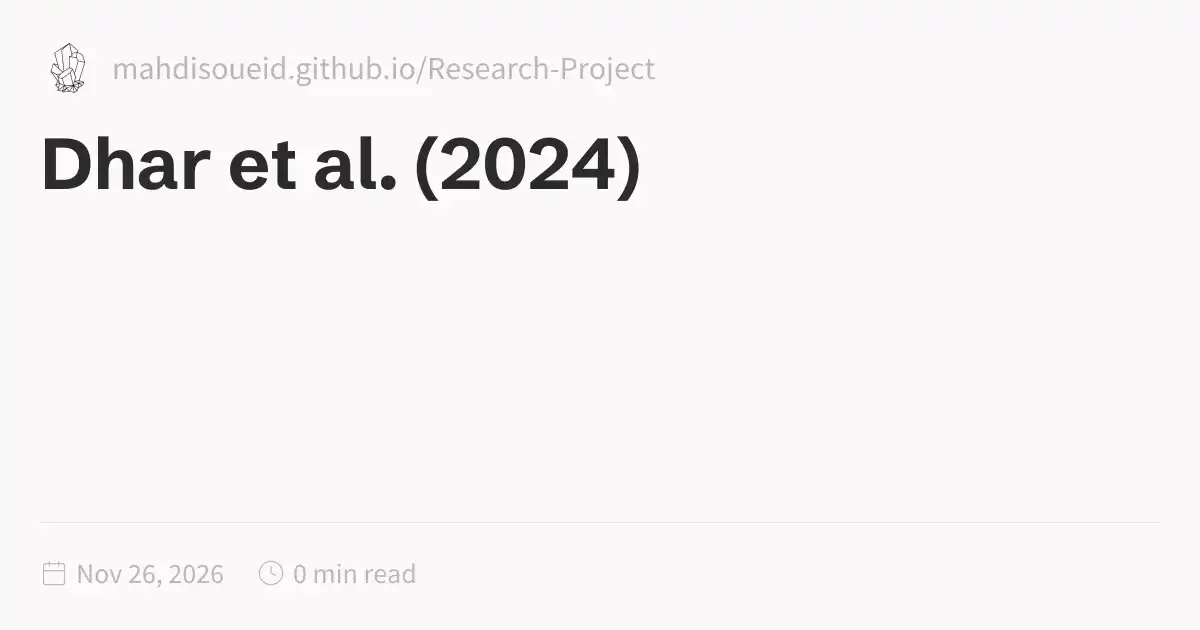 mahdisoueid.github.io/Research-Project
Dhar et al. (2024)
Nov 26, 2026 0 min read